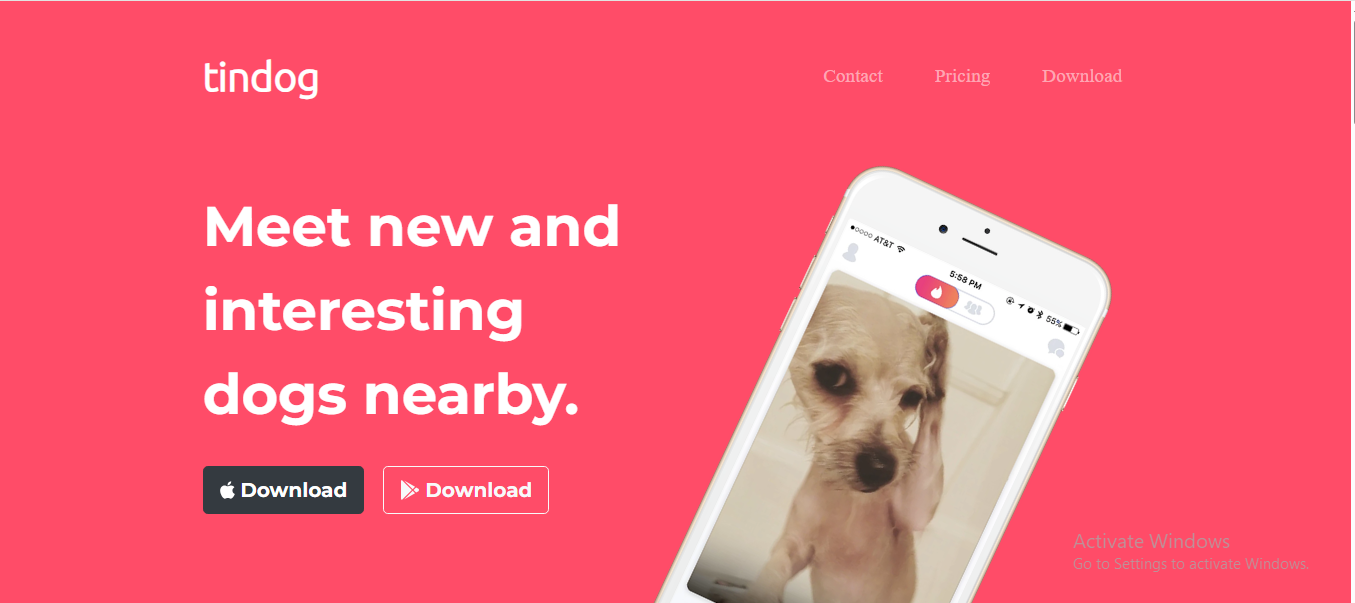 tindog
Contact Pricing Download
Meet new and
interesting
dogs nearby.
Download Download
AT&T
5:58 PM
55%
Activate Windows
Go to Settings to activate Windows.